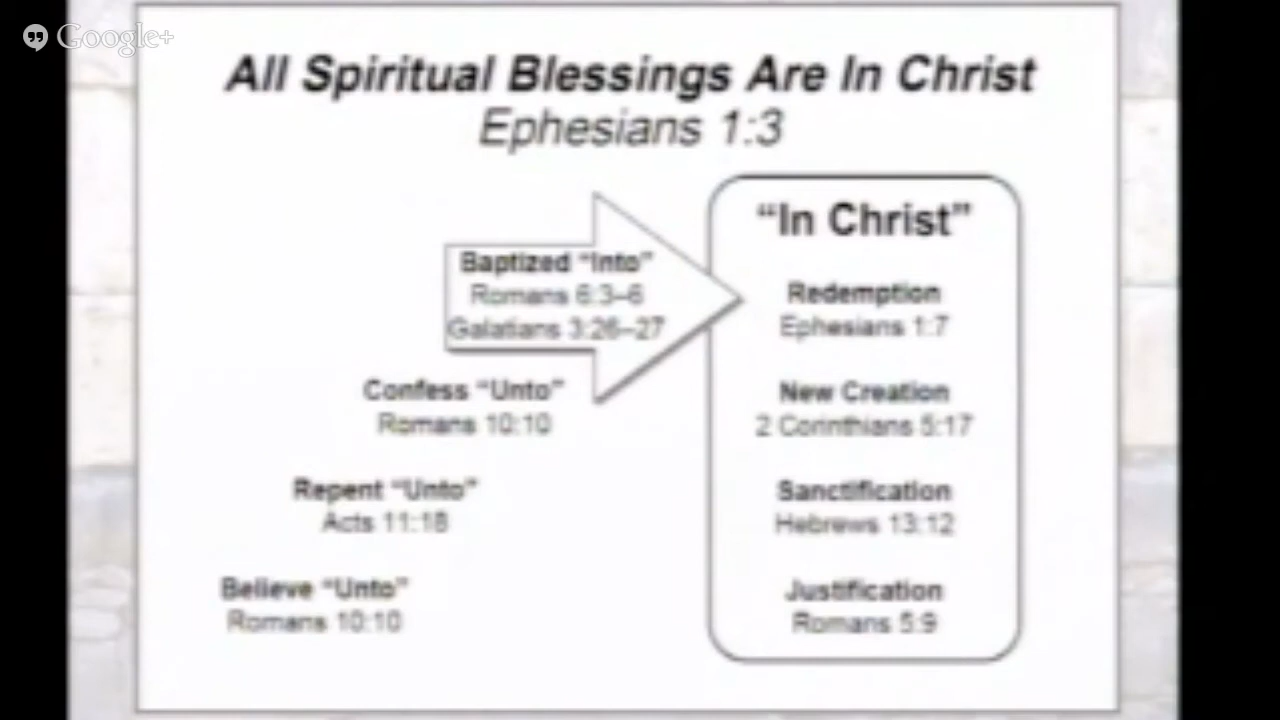 Google+
All Spiritual Blessings Are In Christ
Ephesians 1:3
“In Christ”
Baptized “Into”
Romans 6:3–6
Galatians 3:26–27
Redemption
Ephesians 1:7
Confess “Unto”
Romans 10:10
New Creation
2 Corinthians 5:17
Repent “Unto”
Acts 11:18
Sanctification
Hebrews 13:12
Believe “Unto”
Romans 10:10
Justification
Romans 5:9